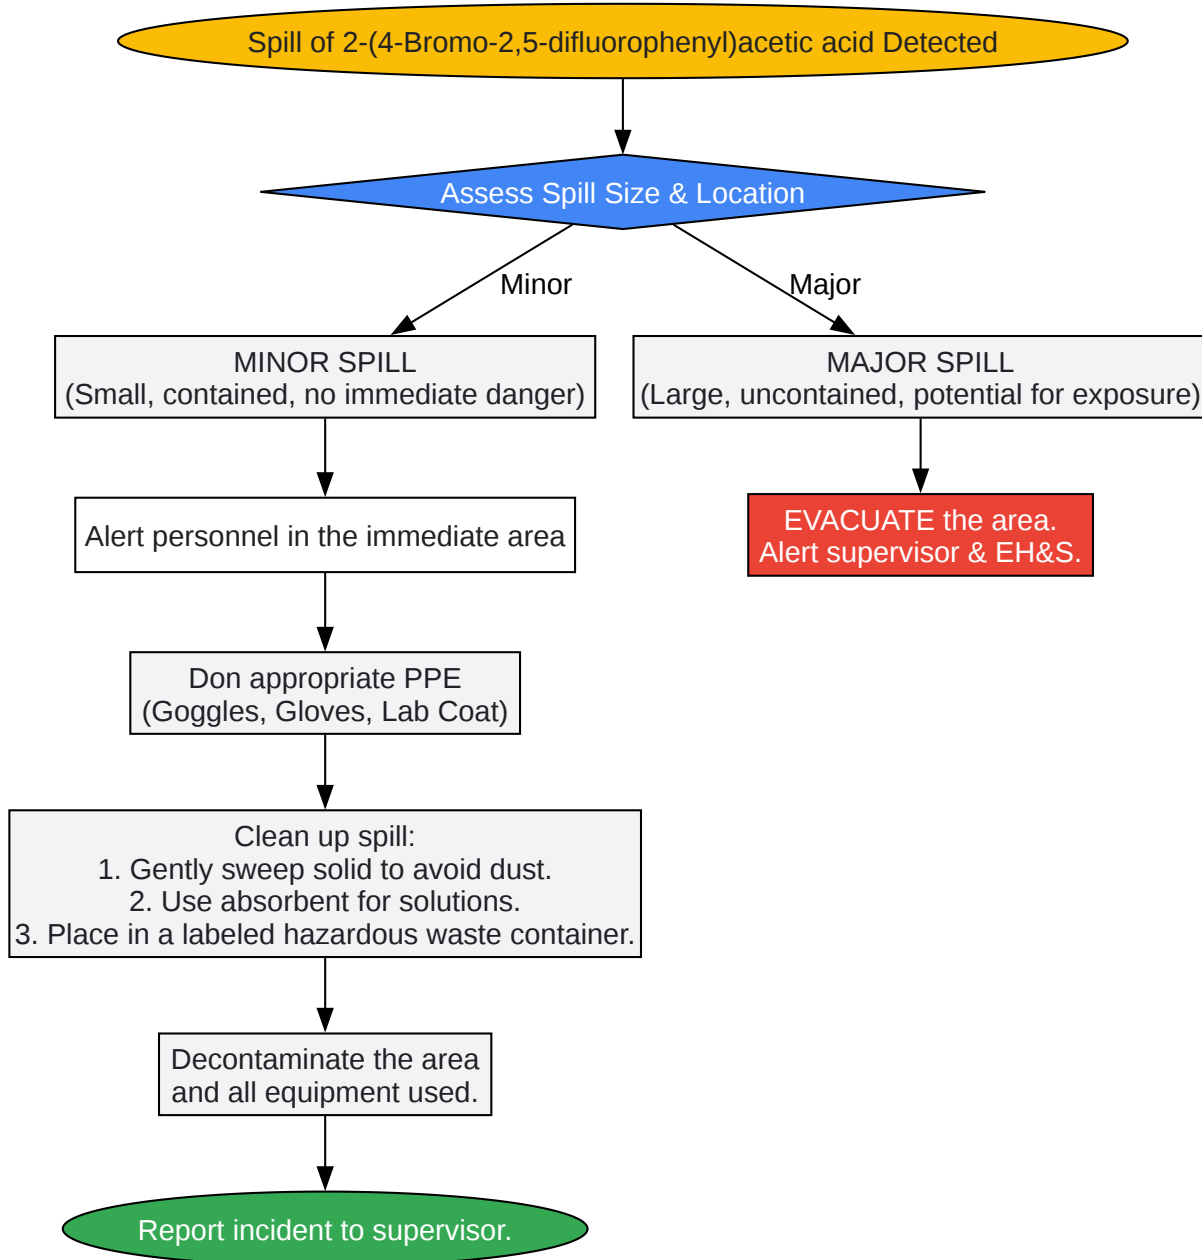 Spill of 2-(4-Bromo-2,5-difluorophenyl)acetic acid Detected
Assess Spill Size & Location
Minor
Major
MINOR SPILL
(Small, contained, no immediate danger)
MAJOR SPILL
(Large, uncontained, potential for exposure)
Alert personnel in the immediate area
EVACUATE the area.
Alert supervisor & EH&S.
Don appropriate PPE
(Goggles, Gloves, Lab Coat)
Clean up spill:
1. Gently sweep solid to avoid dust.
2. Use absorbent for solutions.
3. Place in a labeled hazardous waste container.
Decontaminate the area
and all equipment used.
Report incident to supervisor.